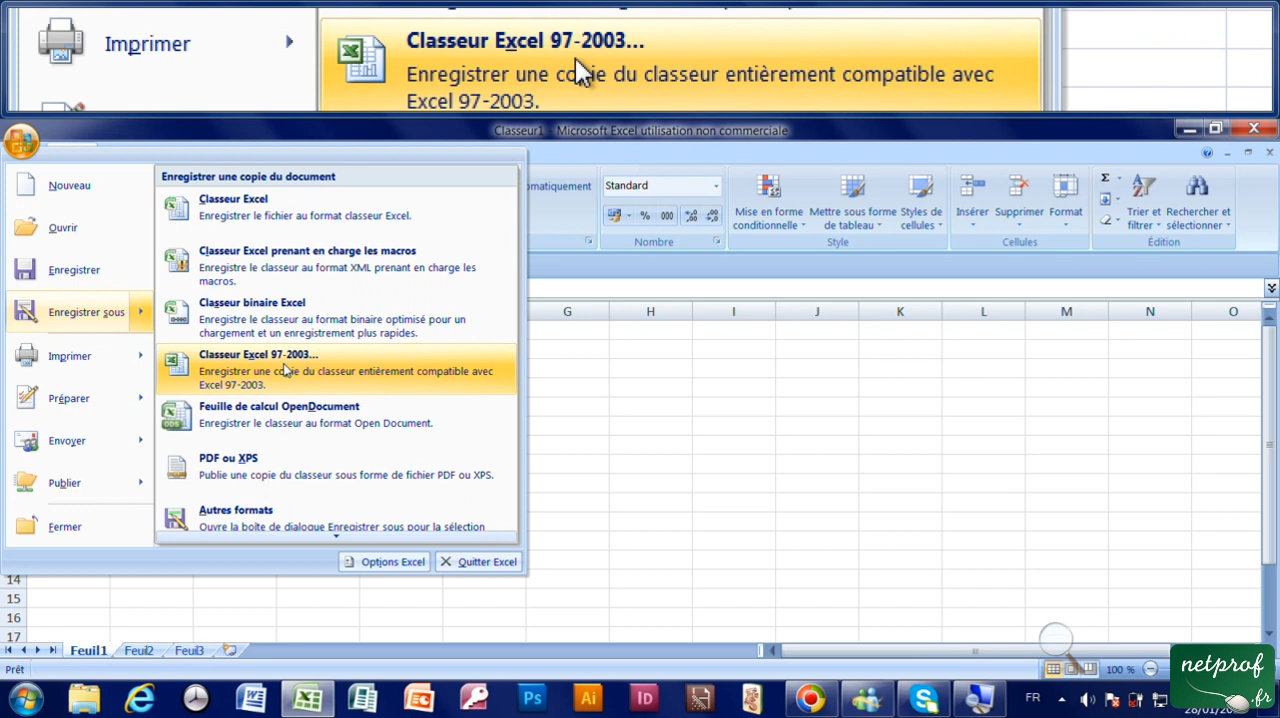 Imprimer
Classeur Excel 97-2003...
Enregistrer une copie du classeur entièrement compatible avec
Excel 97-2003.
Classeur1 - Microsoft Excel utilisation non commerciale
Nouveau
Ouvrir
Enregistrer
Enregistrer sous
Imprimer
Préparer
Envoyer
Publier
Fermer
Enregistrer une copie du document
Classeur Excel
Enregistrer le fichier au format classeur Excel.
Classeur Excel prenant en charge les macros
Enregistre le classeur au format XML prenant en charge les
macros.
Classeur binaire Excel
Enregistre le classeur au format binaire optimisé pour un
chargement et un enregistrement plus rapides.
Classeur Excel 97-2003...
Enregistrer une copie du classeur entièrement compatible avec
Excel 97-2003.
Feuille de calcul OpenDocument
Enregistrer le classeur au format Open Document.
PDF ou XPS
Publie une copie du classeur sous forme de fichier PDF ou XPS.
Autres formats
Ouvre la boîte de dialogue Enregistrer sous pour la sélection
Options Excel
Quitter Excel
omatiquement
Standard
% 000
Nombre
Mise en forme
conditionnelle
Mettre sous forme
de tableau
Styles de
cellules
Style
Insérer
Supprimer
Format
Cellules
Σ
Trier et
filtrer
Rechercher et
sélectionner
Édition
G H I J K L M N O
14
15
16
17
Feuil1 Feuil2 Feuil3
Prêt
100 %
W
Ps
Ai
Id
FR
netprof
.fr